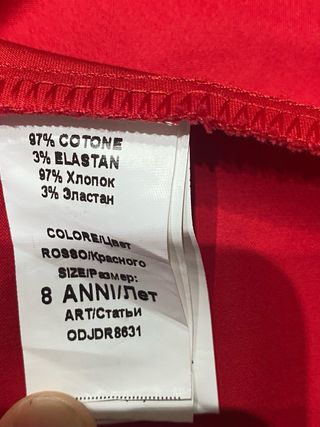 97% COTONE
3% ELASTAN
97% Хлопок
3% Эластан
COLORE/Цвет
ROSSO/Красного
SIZE/Размер:
8 ANNI/Лет
ART/Статьи
ODJDR8631